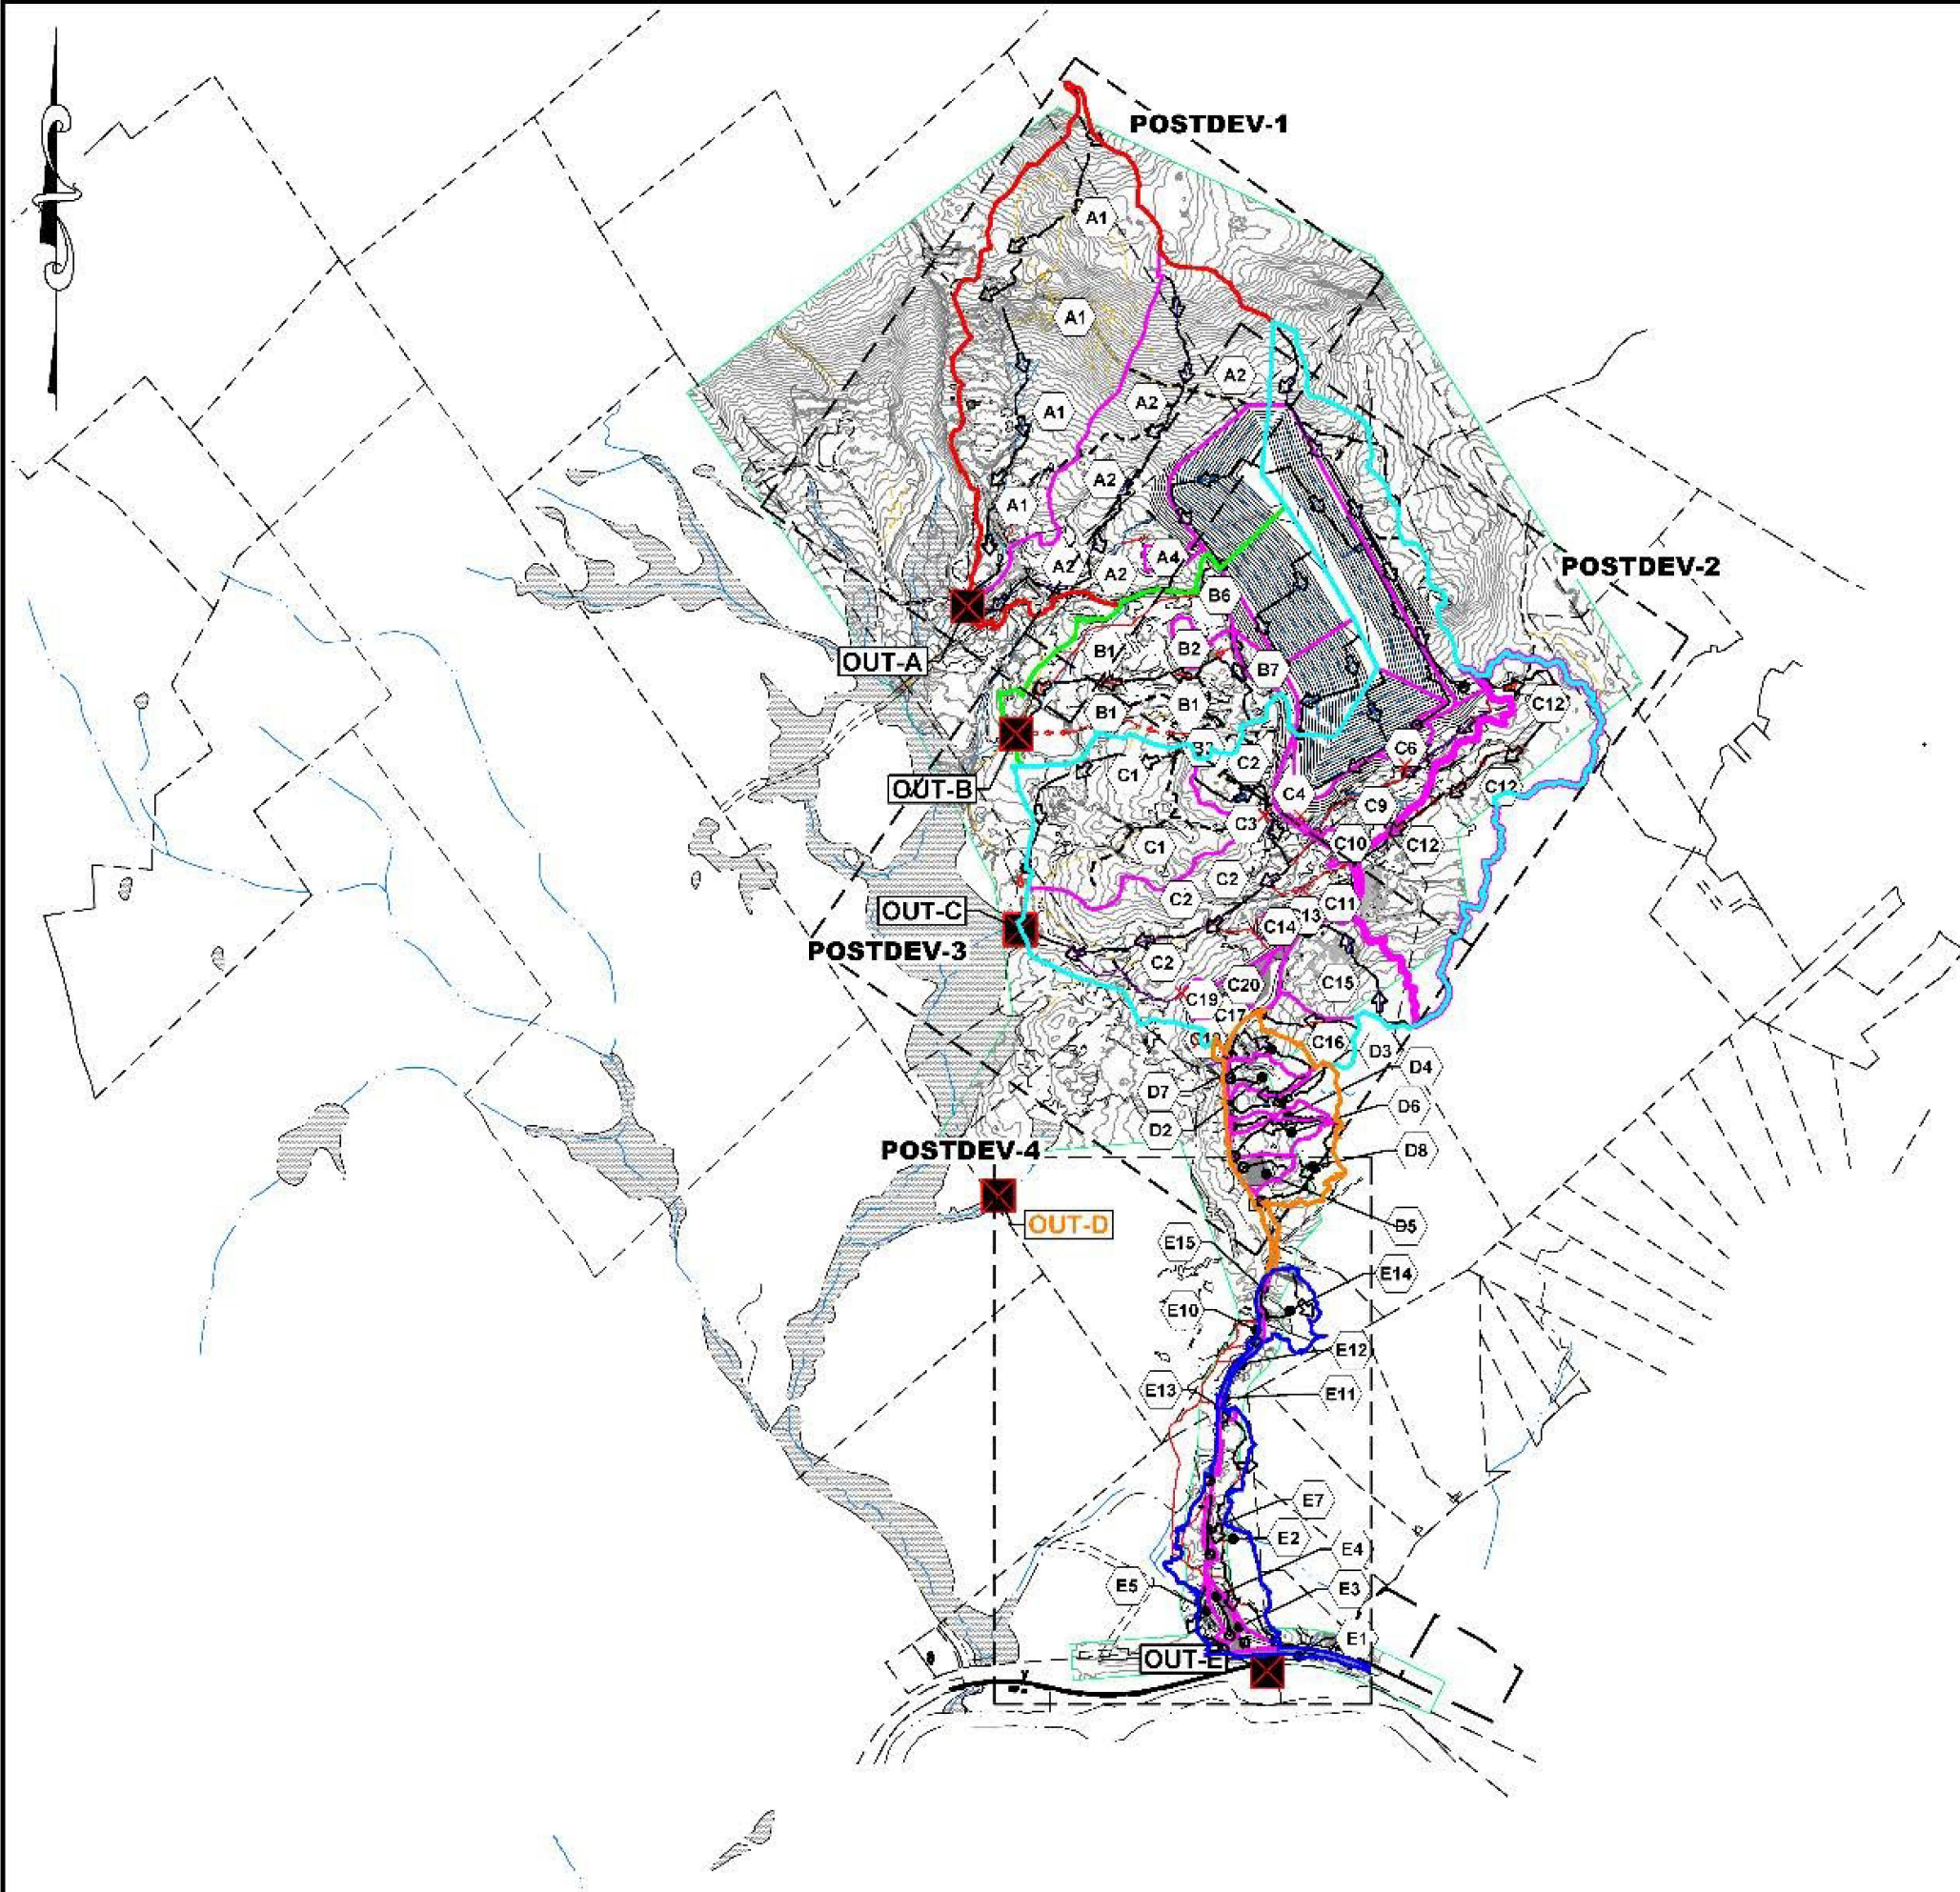 POSTDEV-1
A1
A1
A2
A1
A2
A2
A1
A4
A2
A2
POSTDEV-2
B6
B1
B2
OUT-A
B7
B1
B1
C12
C6
C2
C1
OUT-B
C12
C4
C9
C3
C1
C10
C12
C2
C2
C11
OUT-C
C14
C13
POSTDEV-3
C2
C15
C20
C19
C17
C16
D3
D4
D7
D6
D2
POSTDEV-4
D8
OUT-D
D5
E15
E14
E10
E12
E13
E11
E7
E2
E4
E5
E3
E1
OUT-E